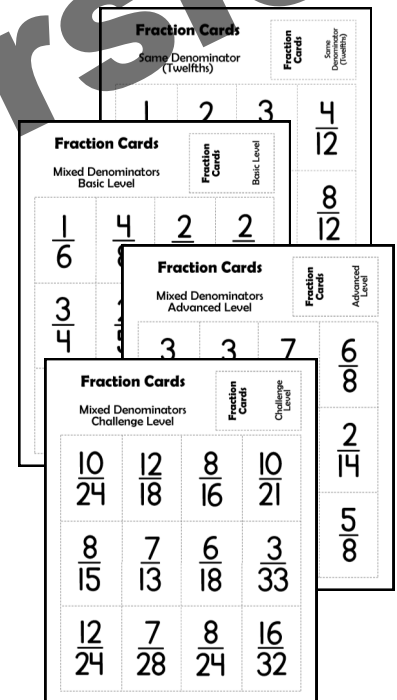 Fraction Cards
Same Denominator
(Twelfths)
Fraction
Cards
Same
Denominator
(Twelfths)
1 2 3 4/12
8/12
Fraction Cards
Mixed Denominators
Basic Level
Fraction
Cards
Basic Level
1/6 4 2 2
3/4
Fraction Cards
Mixed Denominators
Advanced Level
Fraction
Cards
Advanced
Level
3 3 7 6/8
2/14
5/8
Fraction Cards
Mixed Denominators
Challenge Level
Fraction
Cards
Challenge
Level
10/24 12/18 8/16 10/21
8/15 7/13 6/18 3/33
12/24 7/28 8/24 16/32